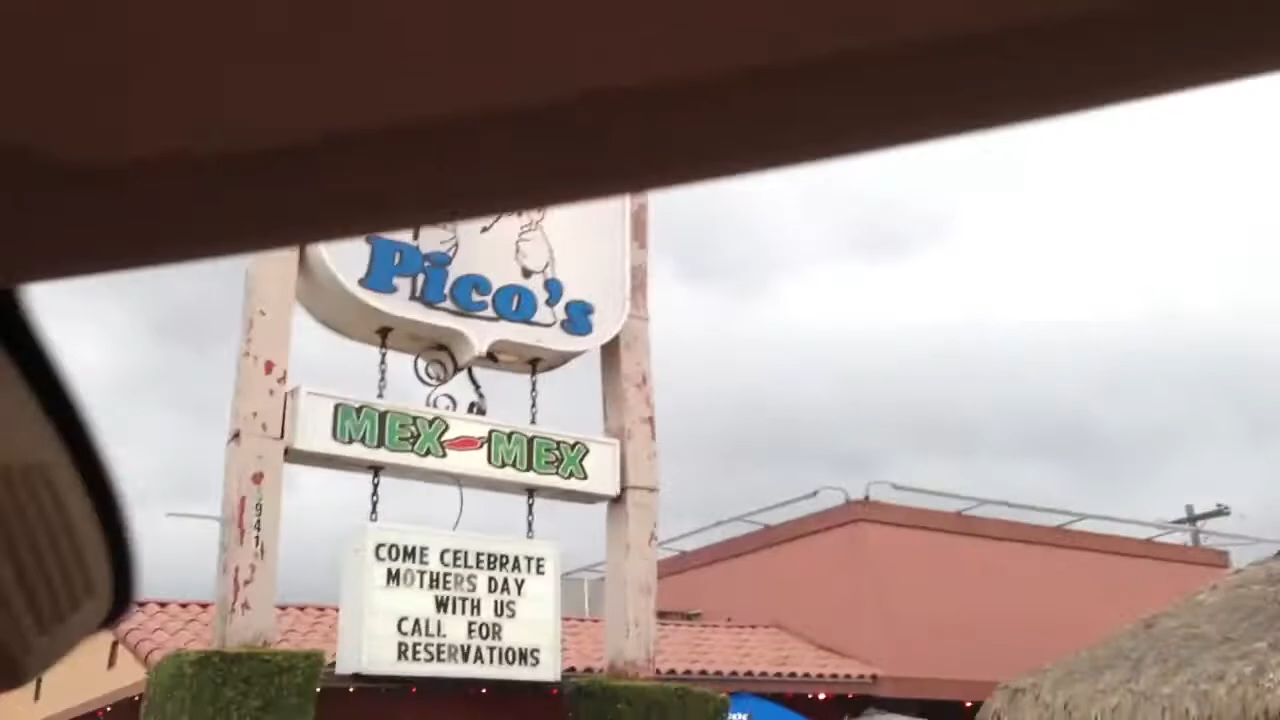 Pico's
MEX MEX
COME CELEBRATE
MOTHERS DAY
WITH US
CALL FOR
RESERVATIONS